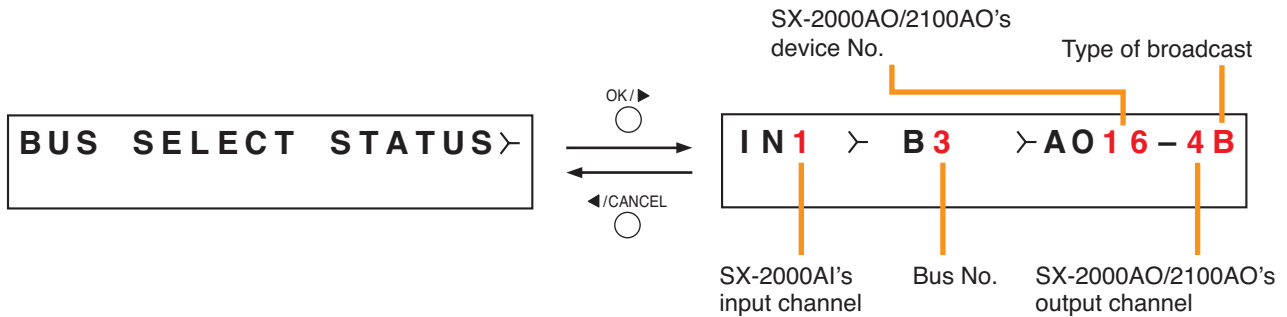 SX-2000AO/2100AO's
device No.
Type of broadcast
BUS SELECT STATUS>-
OK/▶
◀/CANCEL
IN1 >- B3 >-AO16–4B
SX-2000AI's
input channel
Bus No.
SX-2000AO/2100AO's
output channel